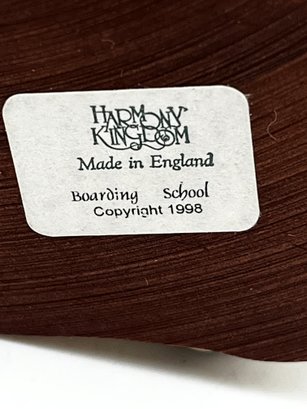 HARMONY
KINGDOM
Made in England
Boarding School
Copyright 1998